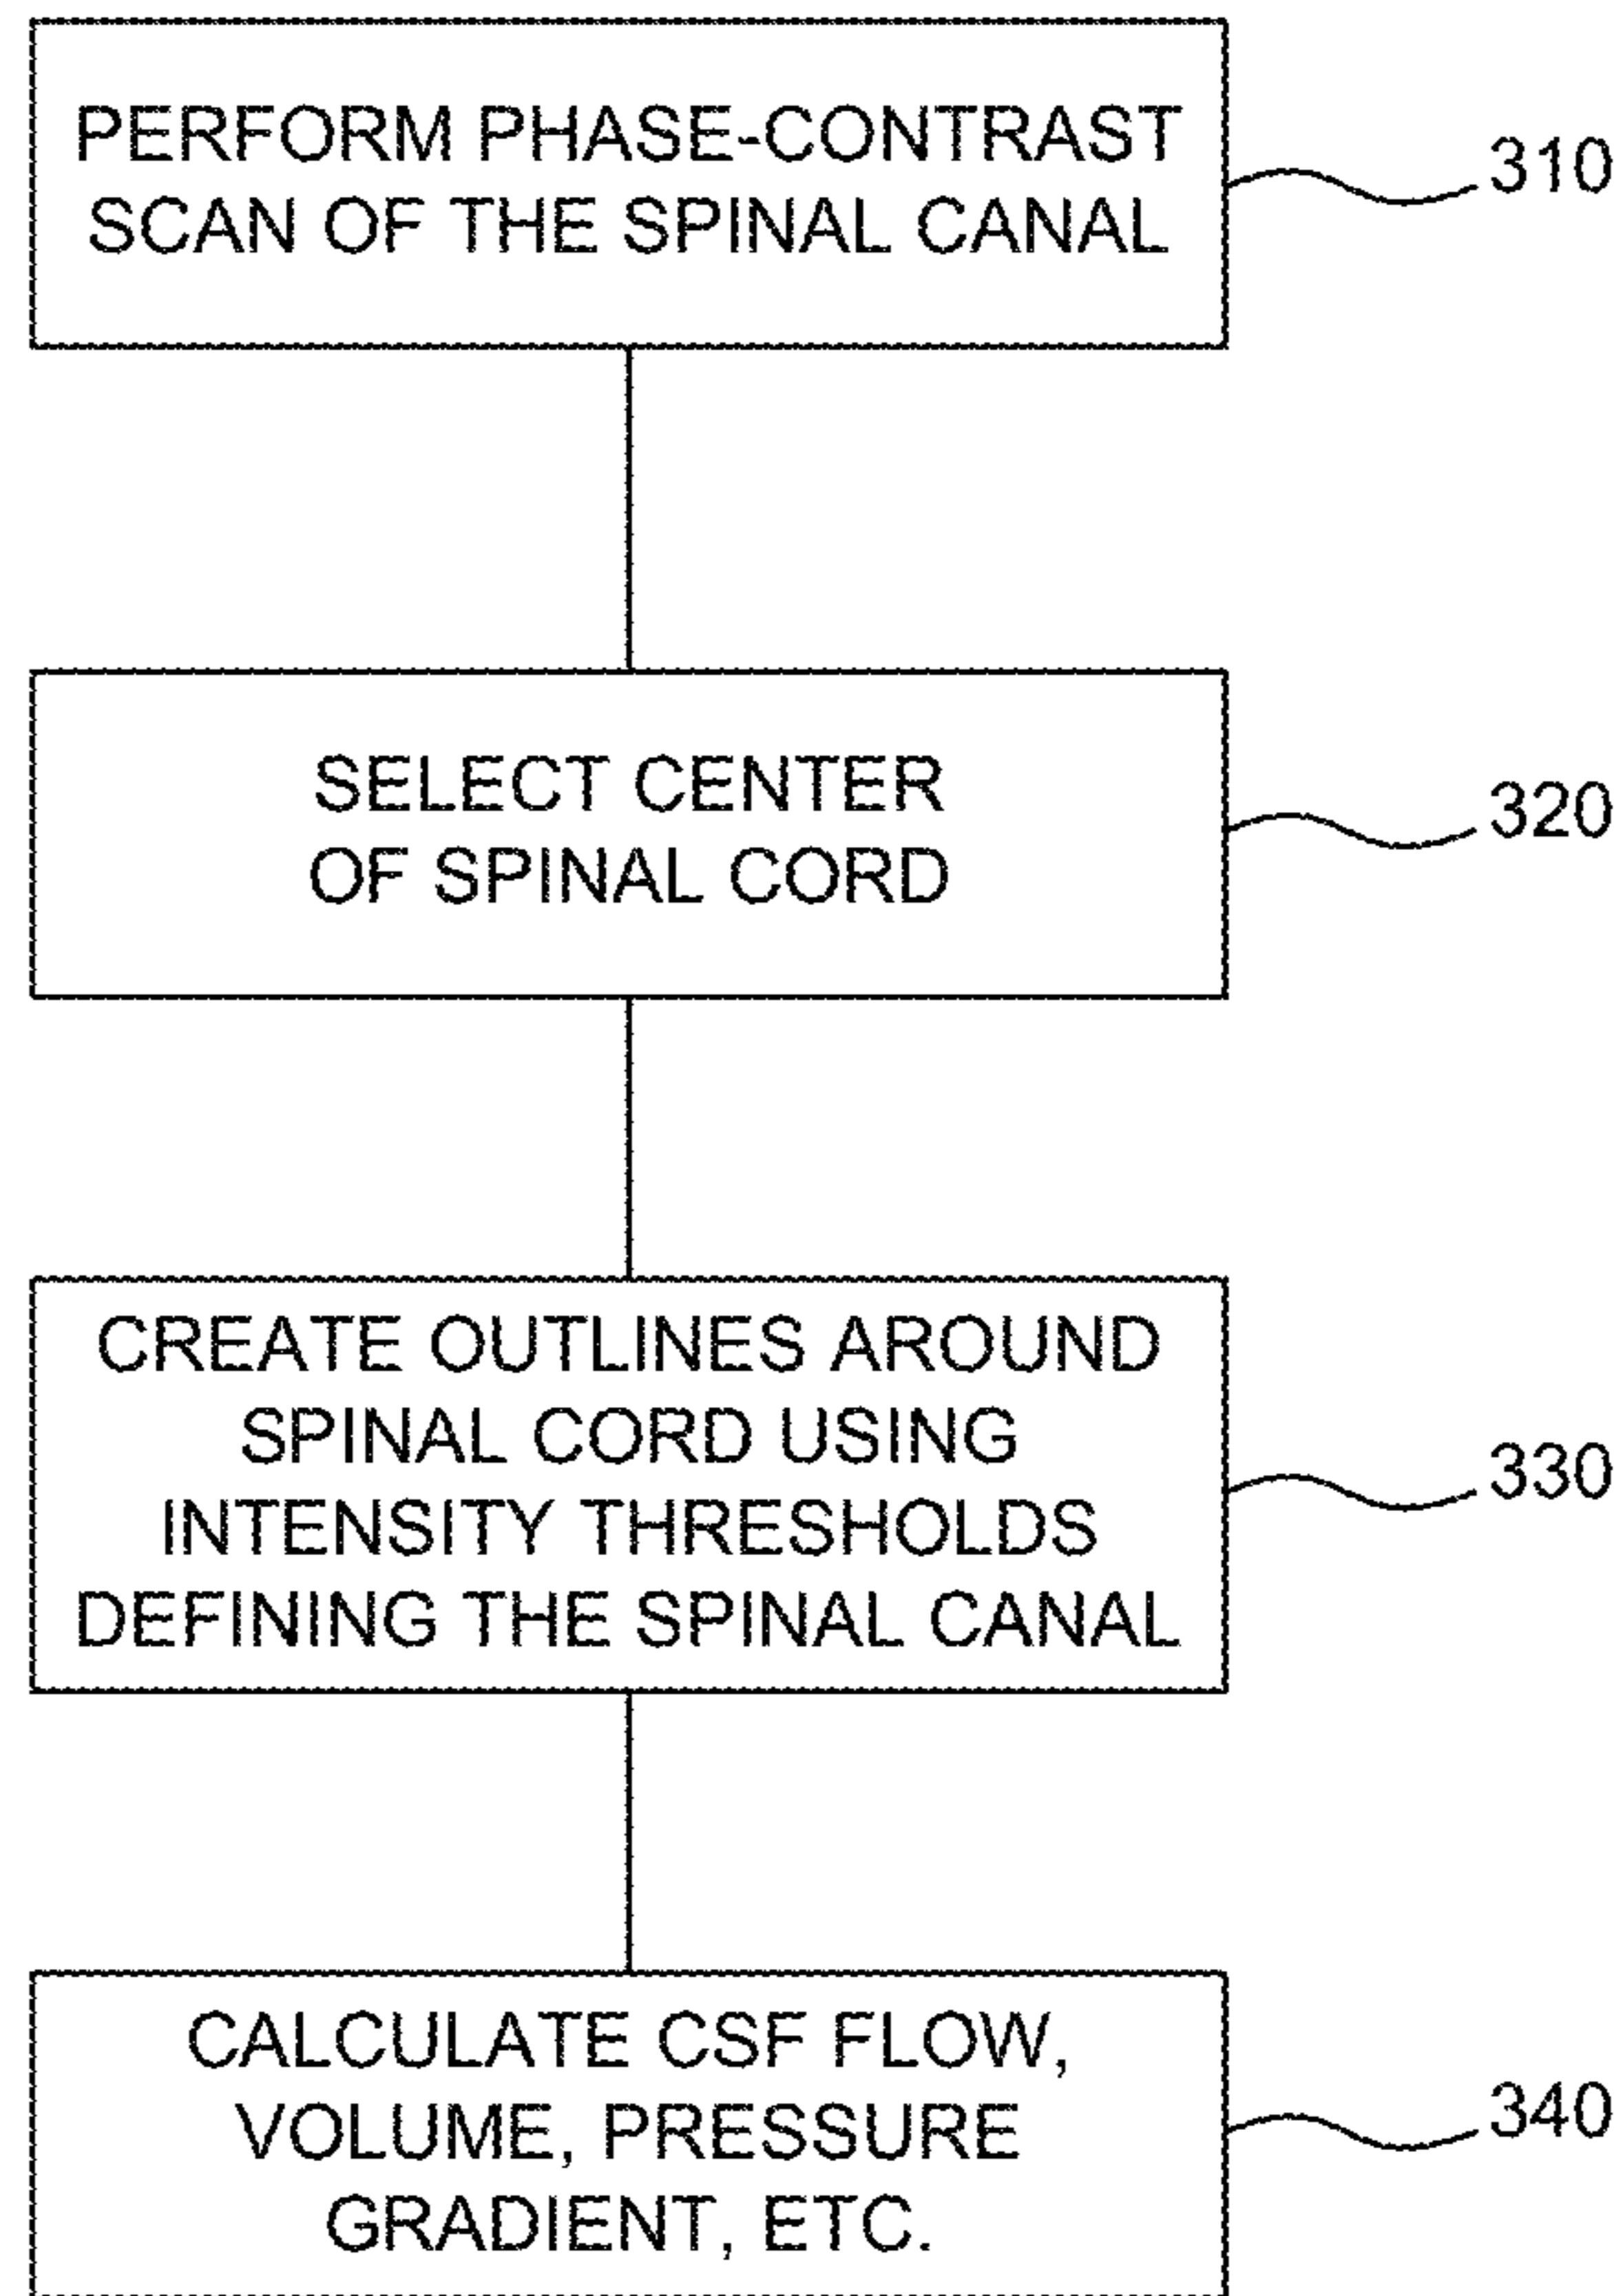 PERFORM PHASE-CONTRAST
SCAN OF THE SPINAL CANAL
310
SELECT CENTER
OF SPINAL CORD
320
CREATE OUTLINES AROUND
SPINAL CORD USING
INTENSITY THRESHOLDS
DEFINING THE SPINAL CANAL
330
CALCULATE CSF FLOW,
VOLUME, PRESSURE
GRADIENT, ETC.
340